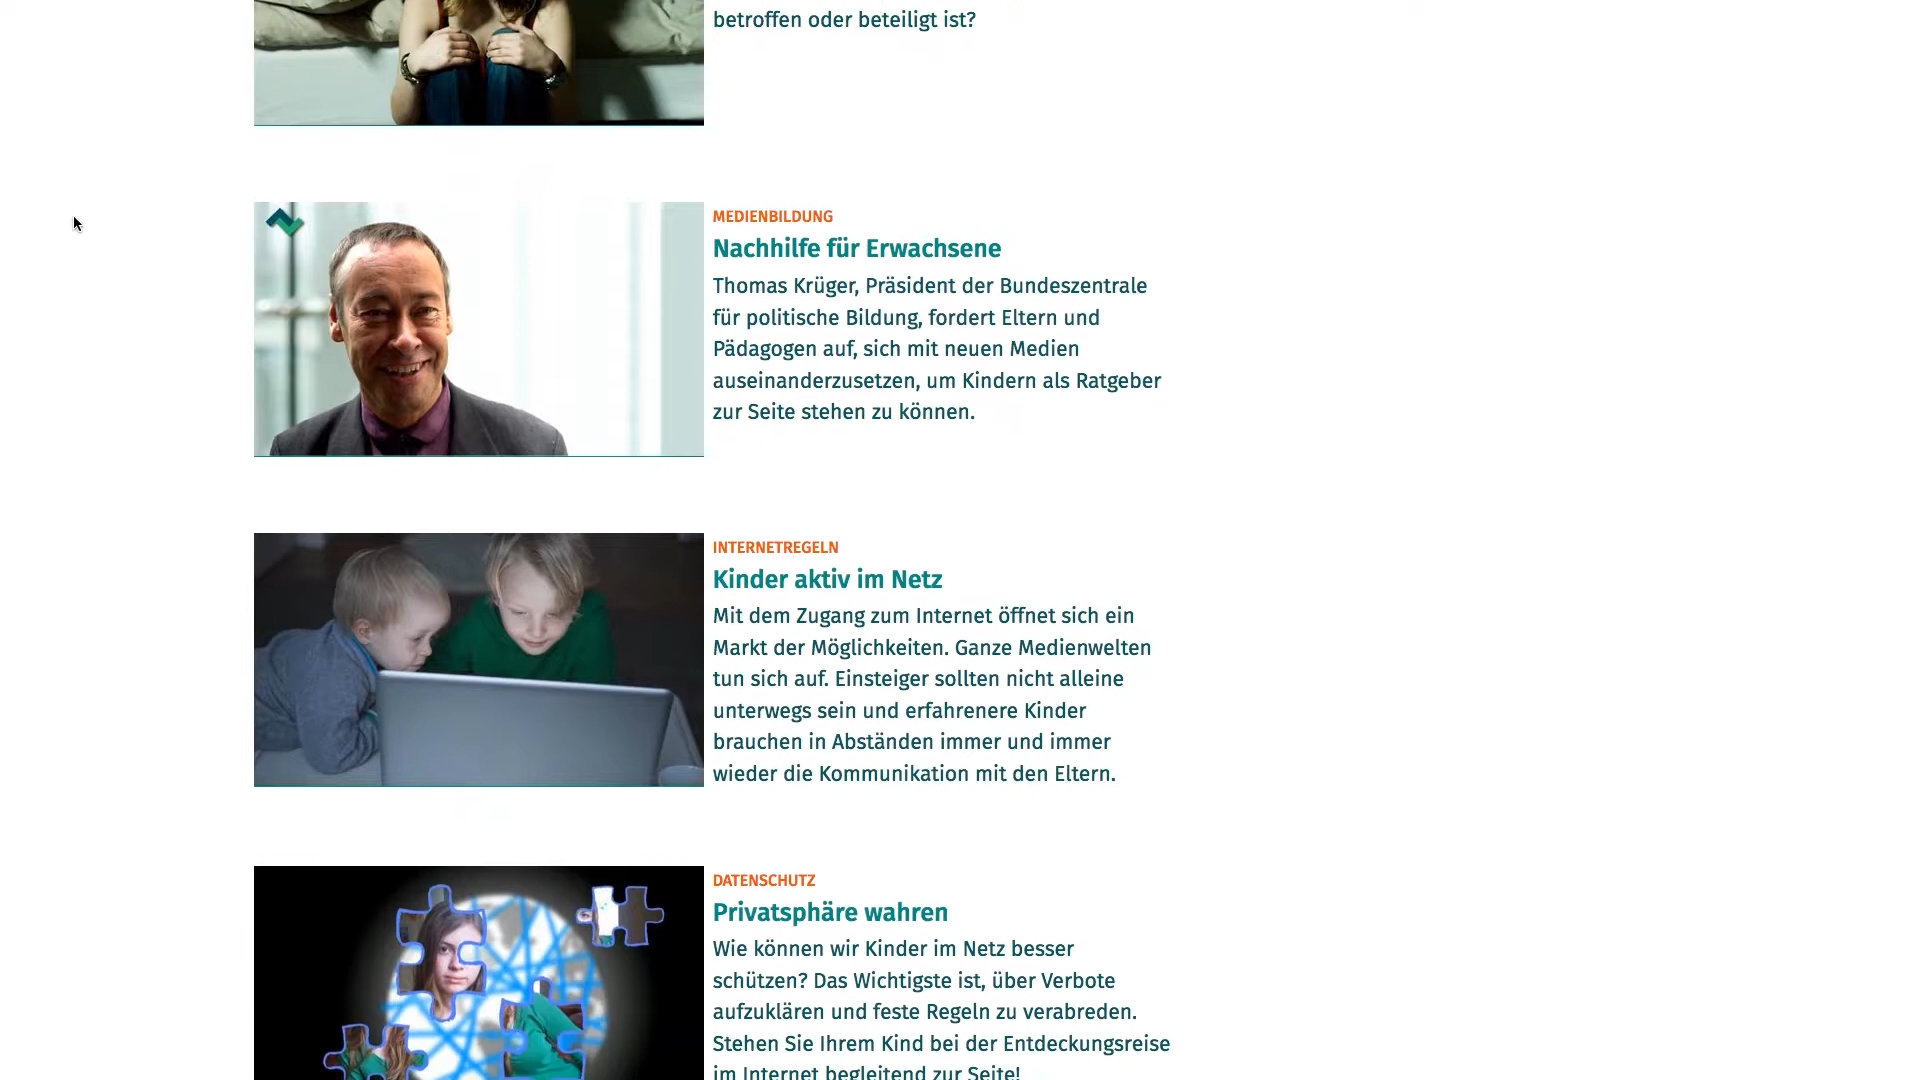 betroffen oder beteiligt ist?
MEDIENBILDUNG
Nachhilfe für Erwachsene
Thomas Krüger, Präsident der Bundeszentrale
für politische Bildung, fordert Eltern und
Pädagogen auf, sich mit neuen Medien
auseinanderzusetzen, um Kindern als Ratgeber
zur Seite stehen zu können.
INTERNETREGELN
Kinder aktiv im Netz
Mit dem Zugang zum Internet öffnet sich ein
Markt der Möglichkeiten. Ganze Medienwelten
tun sich auf. Einsteiger sollten nicht alleine
unterwegs sein und erfahrenere Kinder
brauchen in Abständen immer und immer
wieder die Kommunikation mit den Eltern.
DATENSCHUTZ
Privatsphäre wahren
Wie können wir Kinder im Netz besser
schützen? Das Wichtigste ist, über Verbote
aufzuklären und feste Regeln zu verabreden.
Stehen Sie Ihrem Kind bei der Entdeckungsreise
im Internet begleitend zur Seite!